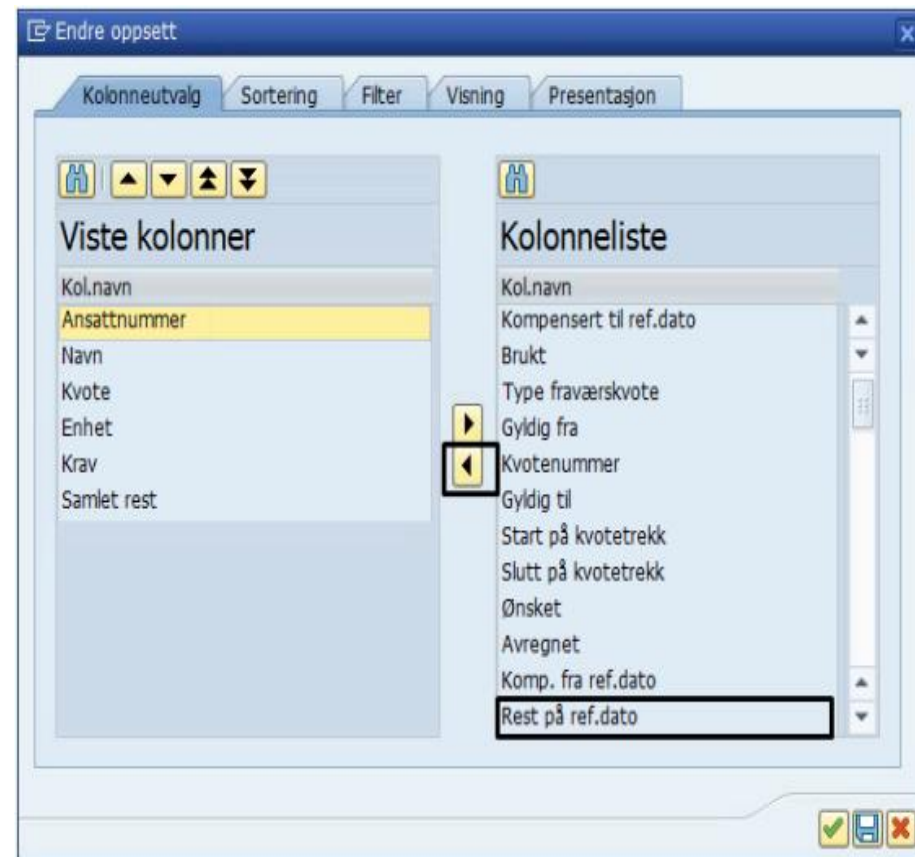 Endre oppsett
Kolonneutvalg Sortering Filter Visning Presentasjon
Viste kolonner
Kol.navn
Ansattnummer
Navn
Kvote
Enhet
Krav
Samlet rest
Kolonneliste
Kol.navn
Kompensert til ref.dato
Brukt
Type fraværskvote
Gyldig fra
Kvotenummer
Gyldig til
Start på kvotetrekk
Slutt på kvotetrekk
Ønsket
Avregnet
Komp. fra ref.dato
Rest på ref.dato